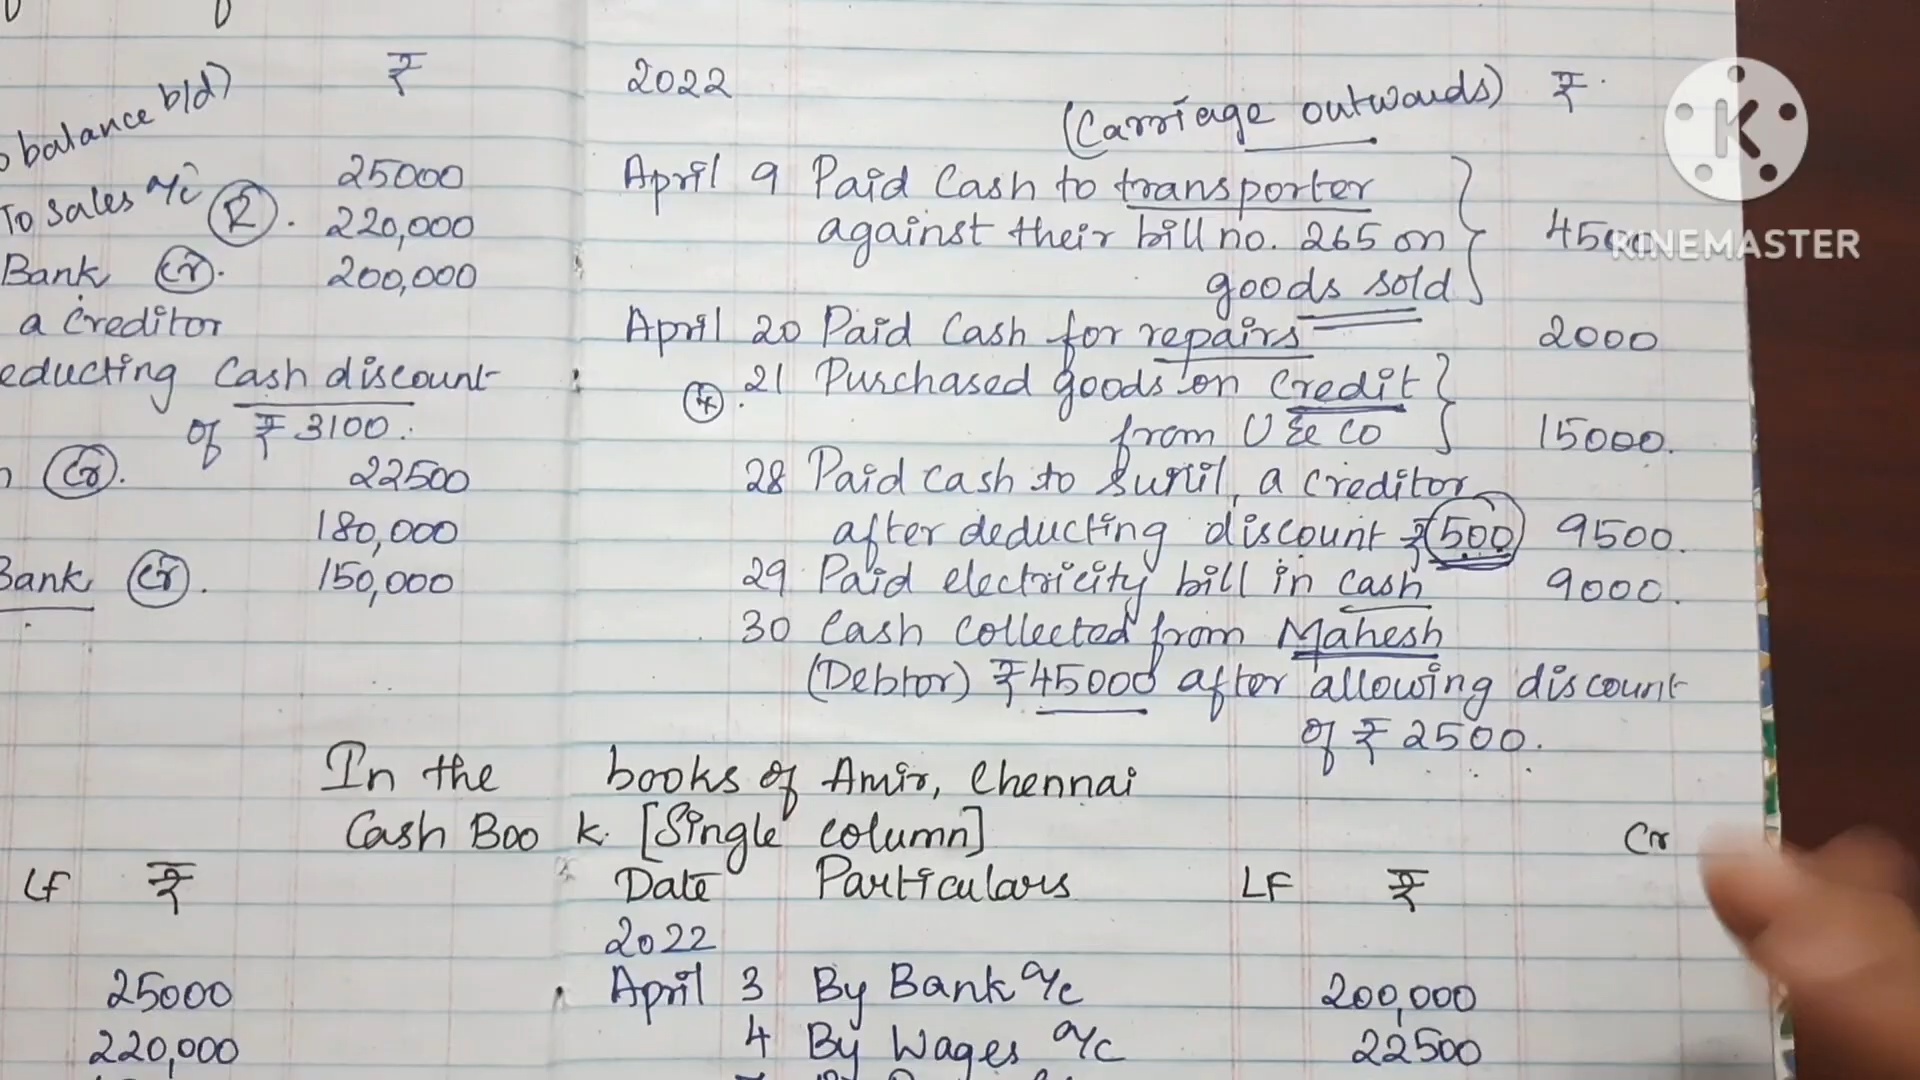 ₹
balance b/d)
25000
To sales a/c (R). 220,000
Bank (Cr). 200,000
a creditor
educting Cash discount
of ₹ 3100.
(Cr). 22500
180,000
Bank (Cr). 150,000
2022 (Carriage outwards) ₹
April 9 Paid Cash to transporter
against their bill no. 265 on 4500
goods sold
April 20 Paid Cash for repairs 2000
(*). 21 Purchased goods on credit
from U & CO 15000.
28 Paid cash to Sunil, a creditor
after deducting discount ₹500 9500.
29 Paid electricity bill in cash 9000.
30 Cash collected from Mahesh
(Debtor) ₹45000 after allowing discount
of ₹ 2500.
In the books of Amir, Chennai
Cash Book. [Single column]
Cr
LF ₹ Date Particulars LF ₹
2022
25000 April 3 By Bank a/c 200,000
220,000 4 By Wages a/c 22500
K
KINEMASTER